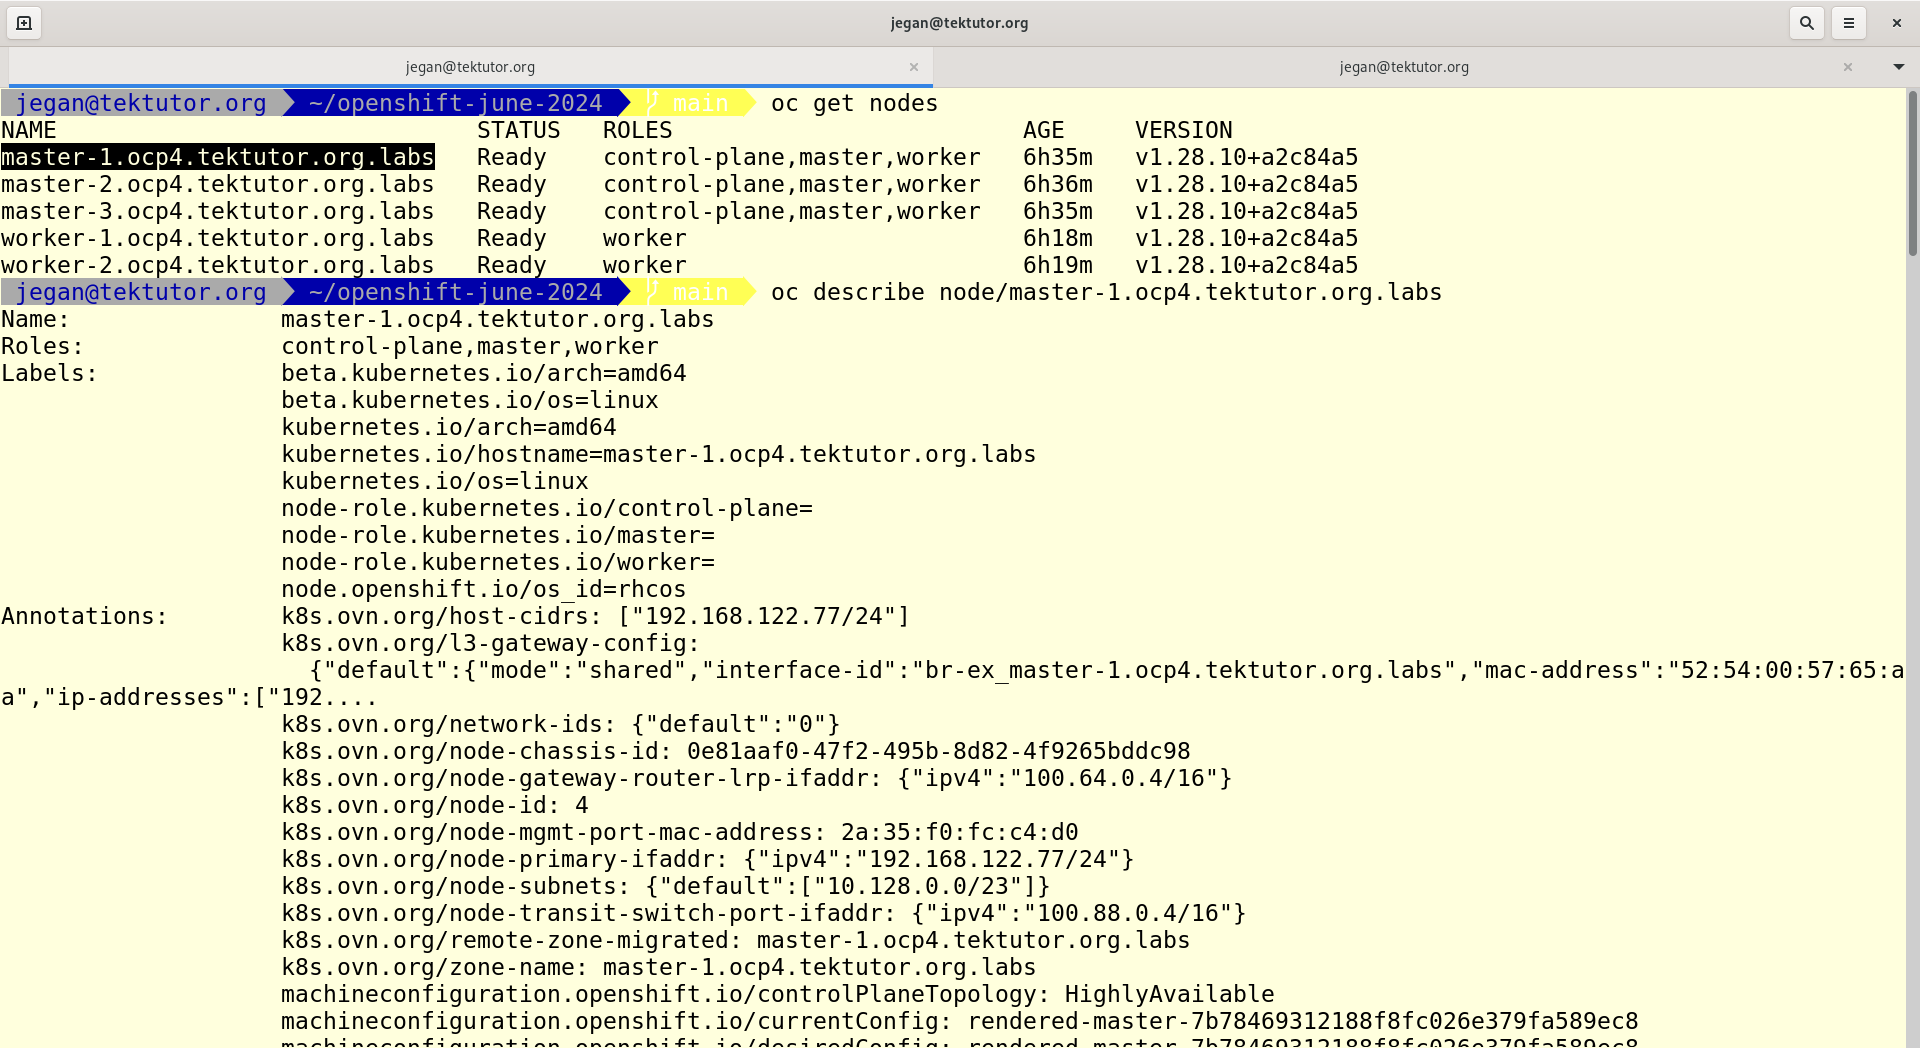 jegan@tektutor.org
jegan@tektutor.org jegan@tektutor.org
jegan@tektutor.org ~/openshift-june-2024 main oc get nodes
NAME STATUS ROLES AGE VERSION
master-1.ocp4.tektutor.org.labs Ready control-plane,master,worker 6h35m v1.28.10+a2c84a5
master-2.ocp4.tektutor.org.labs Ready control-plane,master,worker 6h36m v1.28.10+a2c84a5
master-3.ocp4.tektutor.org.labs Ready control-plane,master,worker 6h35m v1.28.10+a2c84a5
worker-1.ocp4.tektutor.org.labs Ready worker 6h18m v1.28.10+a2c84a5
worker-2.ocp4.tektutor.org.labs Ready worker 6h19m v1.28.10+a2c84a5
jegan@tektutor.org ~/openshift-june-2024 main oc describe node/master-1.ocp4.tektutor.org.labs
Name: master-1.ocp4.tektutor.org.labs
Roles: control-plane,master,worker
Labels: beta.kubernetes.io/arch=amd64
beta.kubernetes.io/os=linux
kubernetes.io/arch=amd64
kubernetes.io/hostname=master-1.ocp4.tektutor.org.labs
kubernetes.io/os=linux
node-role.kubernetes.io/control-plane=
node-role.kubernetes.io/master=
node-role.kubernetes.io/worker=
node.openshift.io/os_id=rhcos
Annotations: k8s.ovn.org/host-cidrs: ["192.168.122.77/24"]
k8s.ovn.org/l3-gateway-config:
{"default":{"mode":"shared","interface-id":"br-ex_master-1.ocp4.tektutor.org.labs","mac-address":"52:54:00:57:65:a
a","ip-addresses":["192....
k8s.ovn.org/network-ids: {"default":"0"}
k8s.ovn.org/node-chassis-id: 0e81aaf0-47f2-495b-8d82-4f9265bddc98
k8s.ovn.org/node-gateway-router-lrp-ifaddr: {"ipv4":"100.64.0.4/16"}
k8s.ovn.org/node-id: 4
k8s.ovn.org/node-mgmt-port-mac-address: 2a:35:f0:fc:c4:d0
k8s.ovn.org/node-primary-ifaddr: {"ipv4":"192.168.122.77/24"}
k8s.ovn.org/node-subnets: {"default":["10.128.0.0/23"]}
k8s.ovn.org/node-transit-switch-port-ifaddr: {"ipv4":"100.88.0.4/16"}
k8s.ovn.org/remote-zone-migrated: master-1.ocp4.tektutor.org.labs
k8s.ovn.org/zone-name: master-1.ocp4.tektutor.org.labs
machineconfiguration.openshift.io/controlPlaneTopology: HighlyAvailable
machineconfiguration.openshift.io/currentConfig: rendered-master-7b78469312188f8fc026e379fa589ec8
machineconfiguration.openshift.io/desiredConfig: rendered-master-7b78469312188f8fc026e379fa589ec8